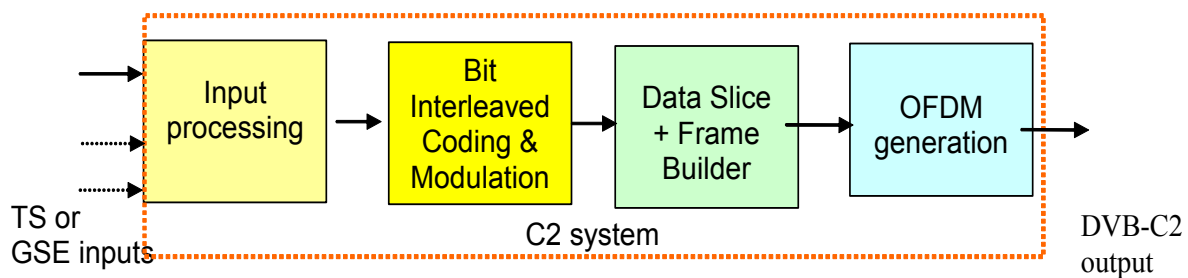 Input
processing
Bit
Interleaved
Coding &
Modulation
Data Slice
+ Frame
Builder
OFDM
generation
TS or
GSE inputs
C2 system
DVB-C2
output